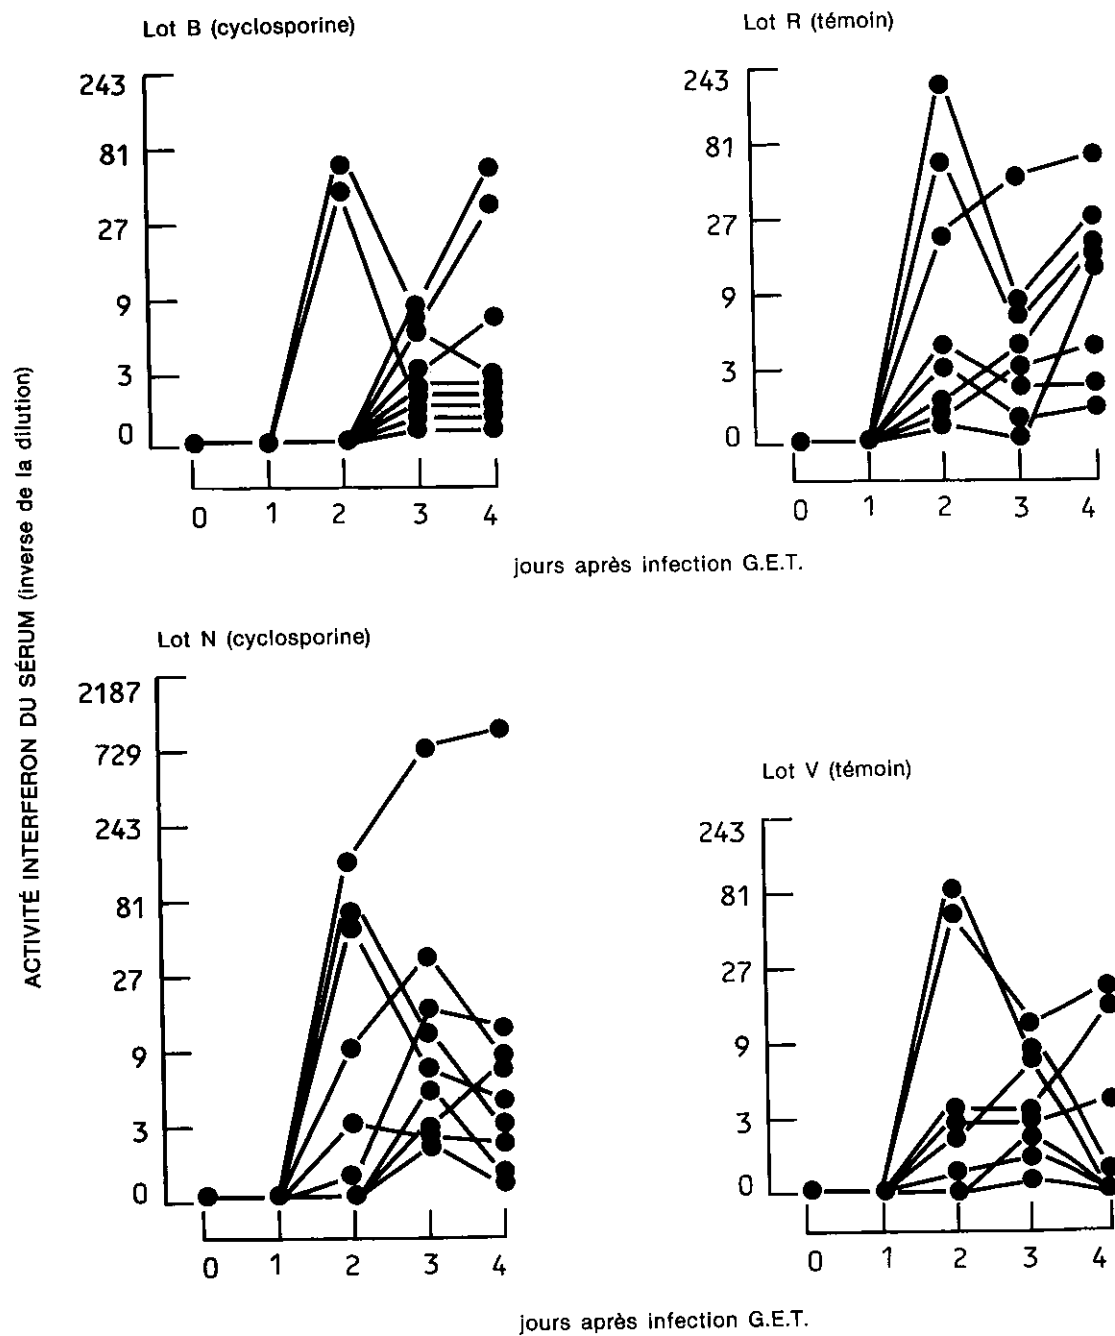 Lot B (cyclosporine)
243
81
27
9
3
0
0 1 2 3 4
Lot R (témoin)
243
81
27
9
3
0
0 1 2 3 4
jours après infection G.E.T.
ACTIVITÉ INTERFERON DU SÉRUM (inverse de la dilution)
Lot N (cyclosporine)
2187
729
243
81
27
9
3
0
0 1 2 3 4
Lot V (témoin)
243
81
27
9
3
0
0 1 2 3 4
jours après infection G.E.T.